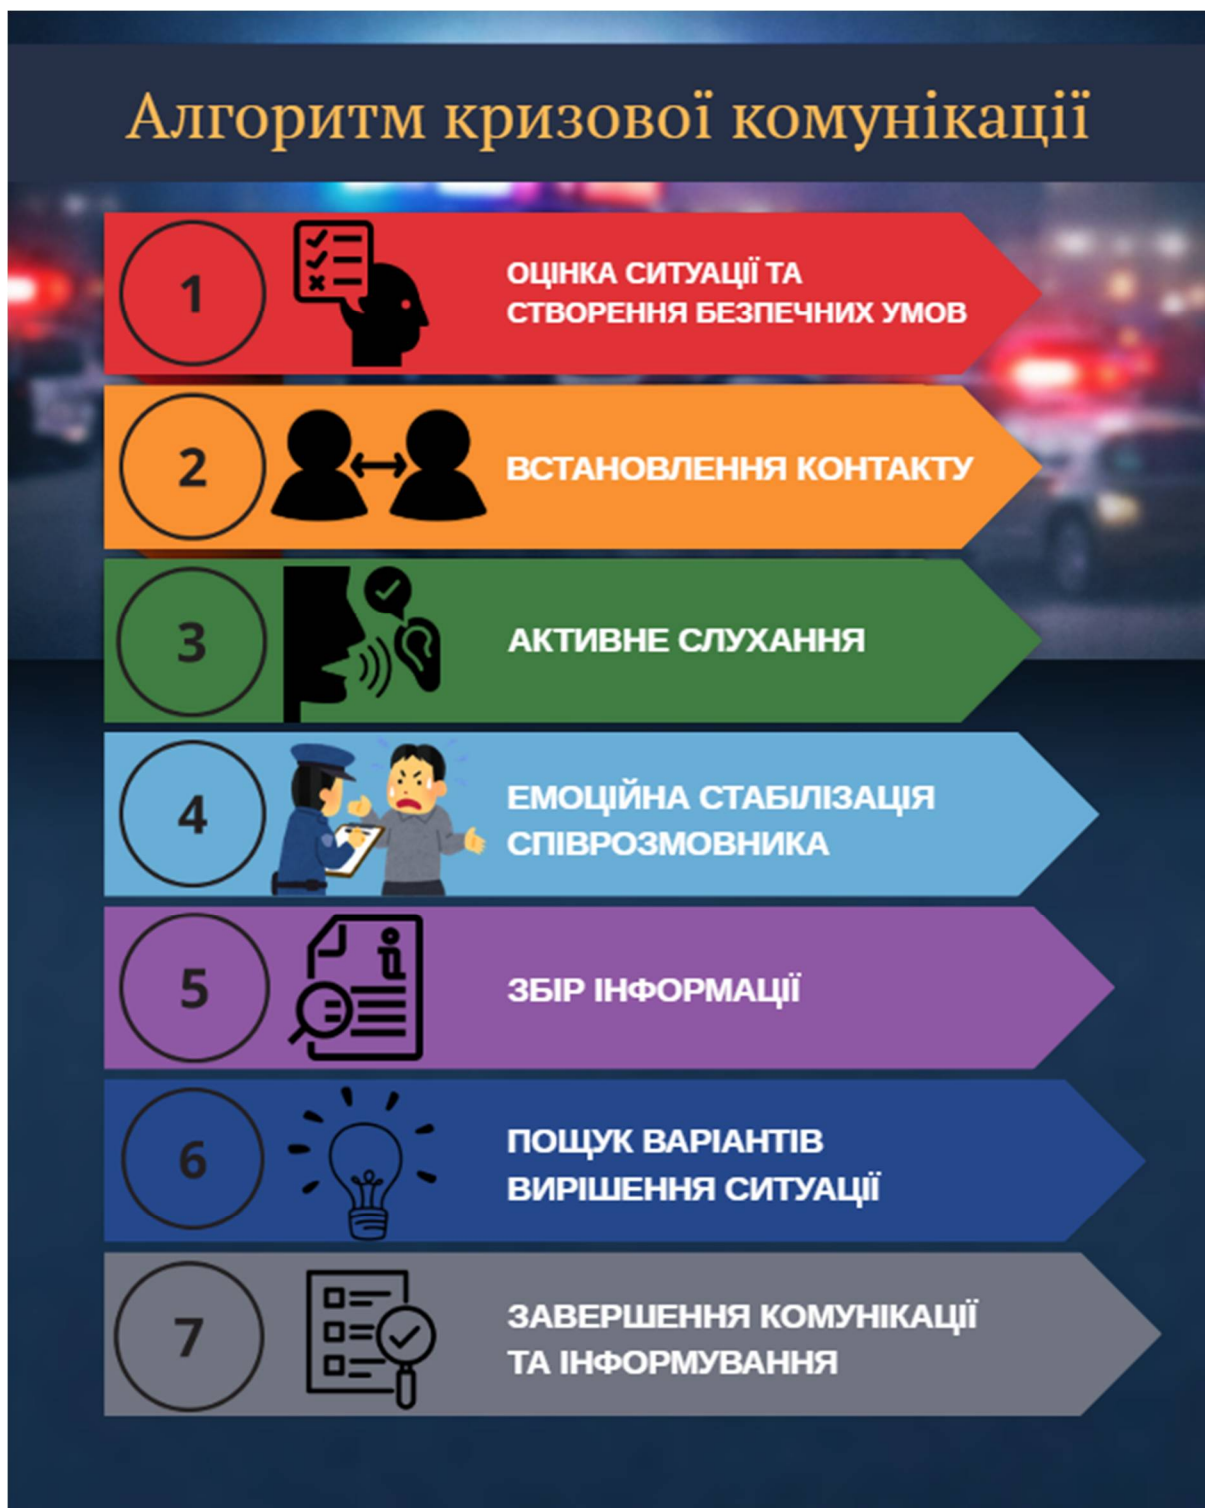 Алгоритм кризової комунікації
1
ОЦІНКА СИТУАЦІЇ ТА
СТВОРЕННЯ БЕЗПЕЧНИХ УМОВ
2
ВСТАНОВЛЕННЯ КОНТАКТУ
3
АКТИВНЕ СЛУХАННЯ
4
ЕМОЦІЙНА СТАБІЛІЗАЦІЯ
СПІВРОЗМОВНИКА
5
ЗБІР ІНФОРМАЦІЇ
6
ПОЩУК ВАРІАНТІВ
ВИРІШЕННЯ СИТУАЦІЇ
7
ЗАВЕРШЕННЯ КОМУНІКАЦІЇ
ТА ІНФОРМУВАННЯ